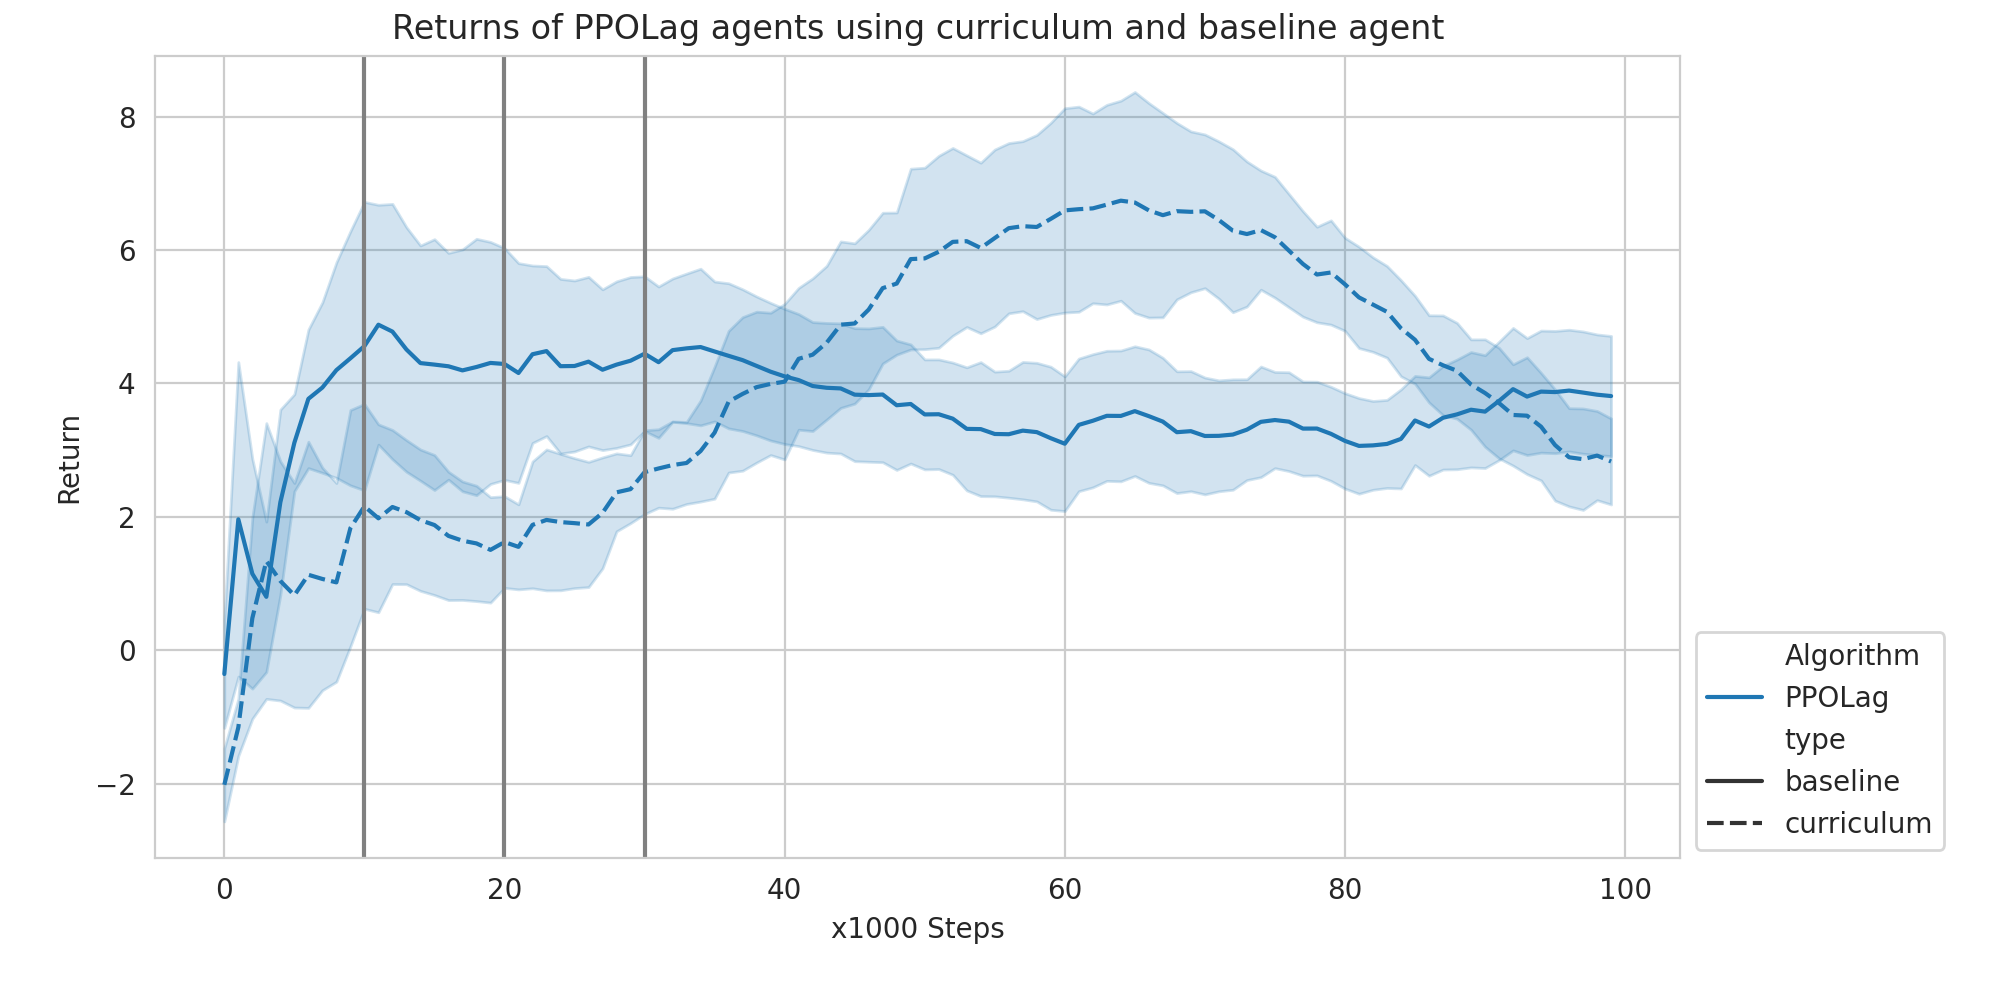 Returns of PPOLag agents using curriculum and baseline agent
Return
8
6
4
2
0
−2
0 20 40 60 80 100
x1000 Steps
Algorithm
PPOLag
type
baseline
curriculum